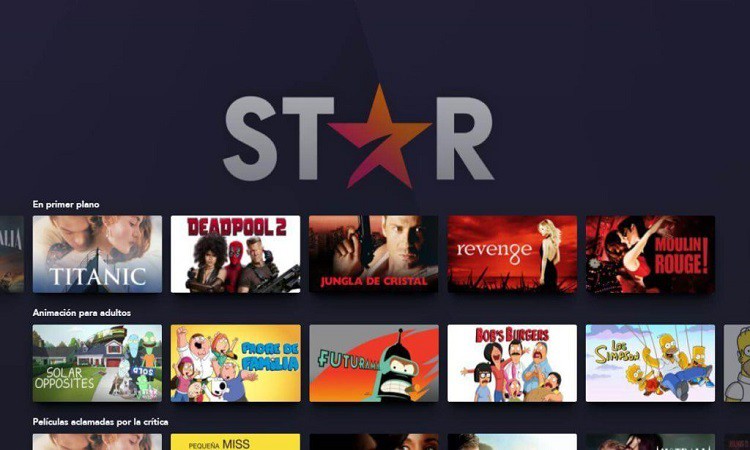 STAR
En primer plano
ALIA
TITANIC
DEADPOOL 2
JUNGLA DE CRISTAL
revenge
MOULIN
ROUGE!
Animación para adultos
SOLAR
OPPOSITES
SOLD
PADRE DE
FAMILIA
FUTURAMA
BOB'S BURGERS
Los
Simpson
Películas aclamadas por la crítica
PEQUEÑA MISS